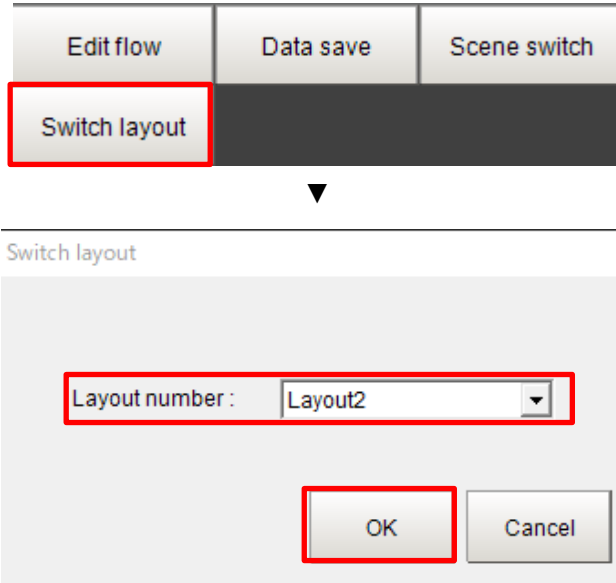 Edit flow Data save Scene switch
Switch layout
▼
Switch layout
Layout number : Layout2
OK Cancel